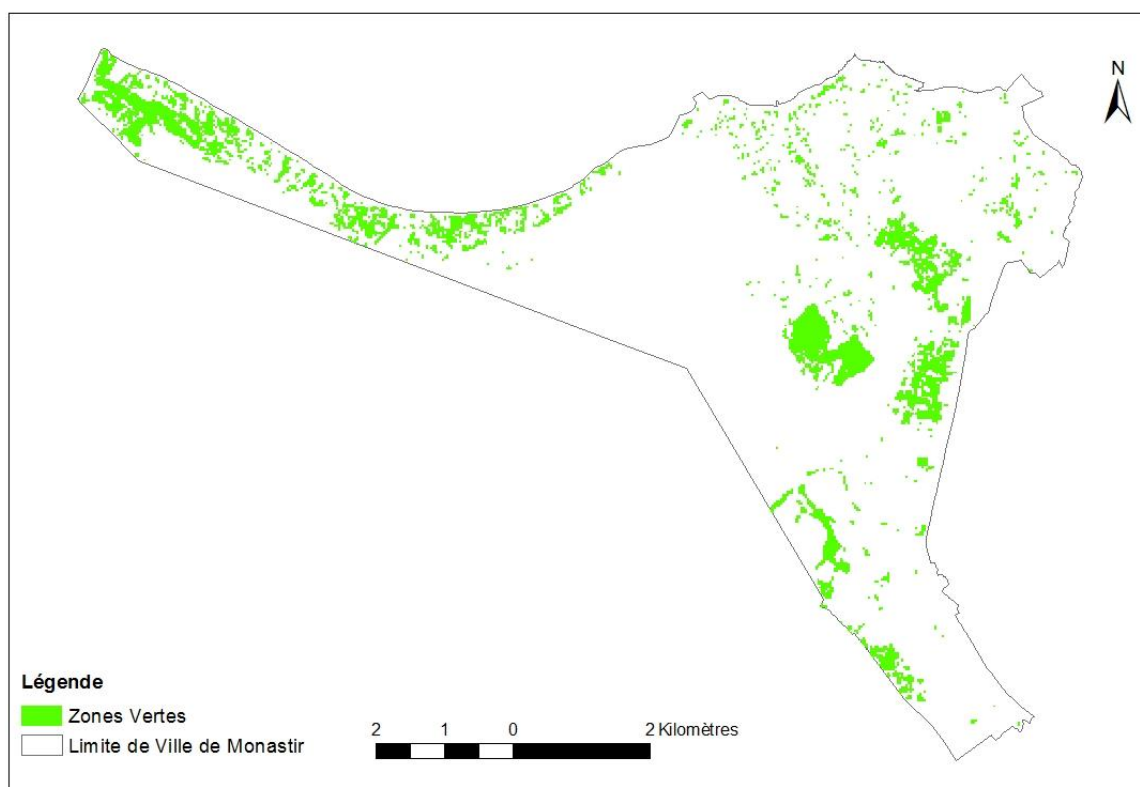 N
Légende
Zones Vertes
Limite de Ville de Monastir
2 1 0 2 Kilomètres